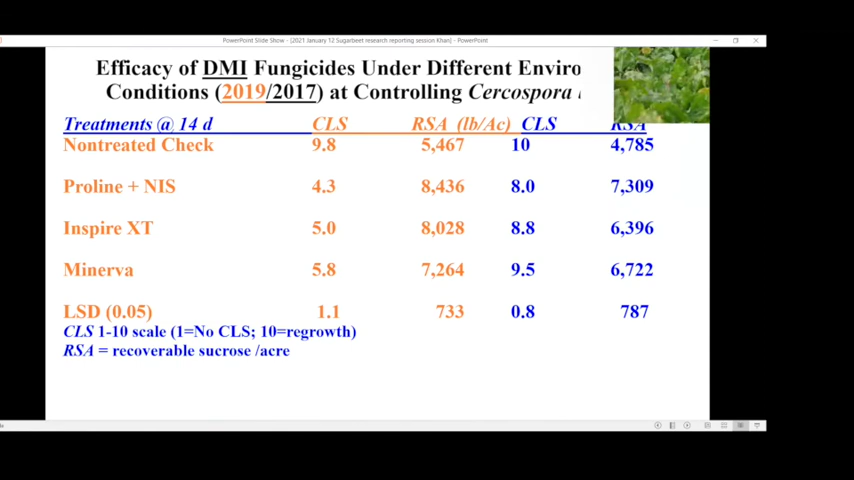 PowerPoint Slide Show - [2021 January 12 Sugarbeet research reporting session Khan] - PowerPoint
Efficacy of DMI Fungicides Under Different Enviro
Conditions (2019/2017) at Controlling Cercospora
Treatments @ 14 d CLS RSA (lb/Ac) CLS RSA
Nontreated Check 9.8 5,467 10 4,785
Proline + NIS 4.3 8,436 8.0 7,309
Inspire XT 5.0 8,028 8.8 6,396
Minerva 5.8 7,264 9.5 6,722
LSD (0.05) 1.1 733 0.8 787
CLS 1-10 scale (1=No CLS; 10=regrowth)
RSA = recoverable sucrose /acre